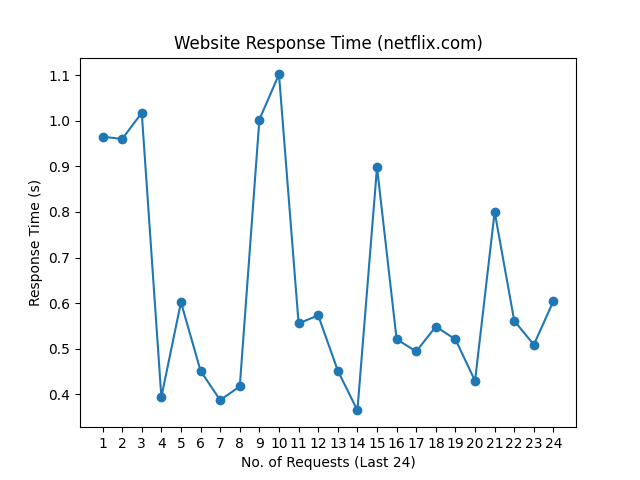 Website Response Time (netflix.com)
Response Time (s)
1.1
1.0
0.9
0.8
0.7
0.6
0.5
0.4
1 2 3 4 5 6 7 8 9 10 11 12 13 14 15 16 17 18 19 20 21 22 23 24
No. of Requests (Last 24)